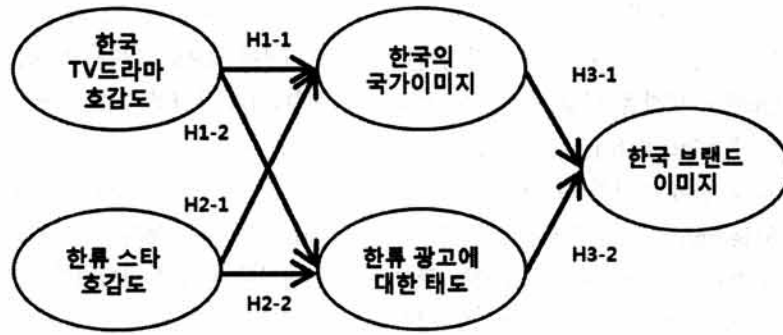 한국
TV드라마
호감도
H1-1
한국의
국가이미지
H3-1
H1-2
한국 브랜드
이미지
H2-1
한류 스타
호감도
H2-2
한류 광고에
대한 태도
H3-2